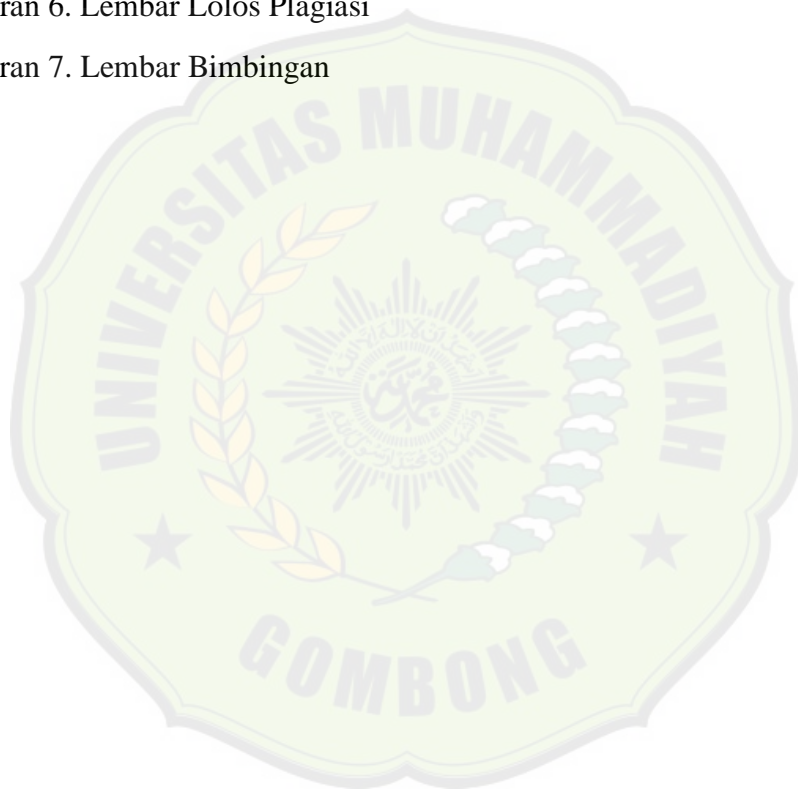 ran 6. Lembar Lolos Plagiasi
ran 7. Lembar Bimbingan
UNIVERSITAS MUHAMMADIYAH
GOMBONG